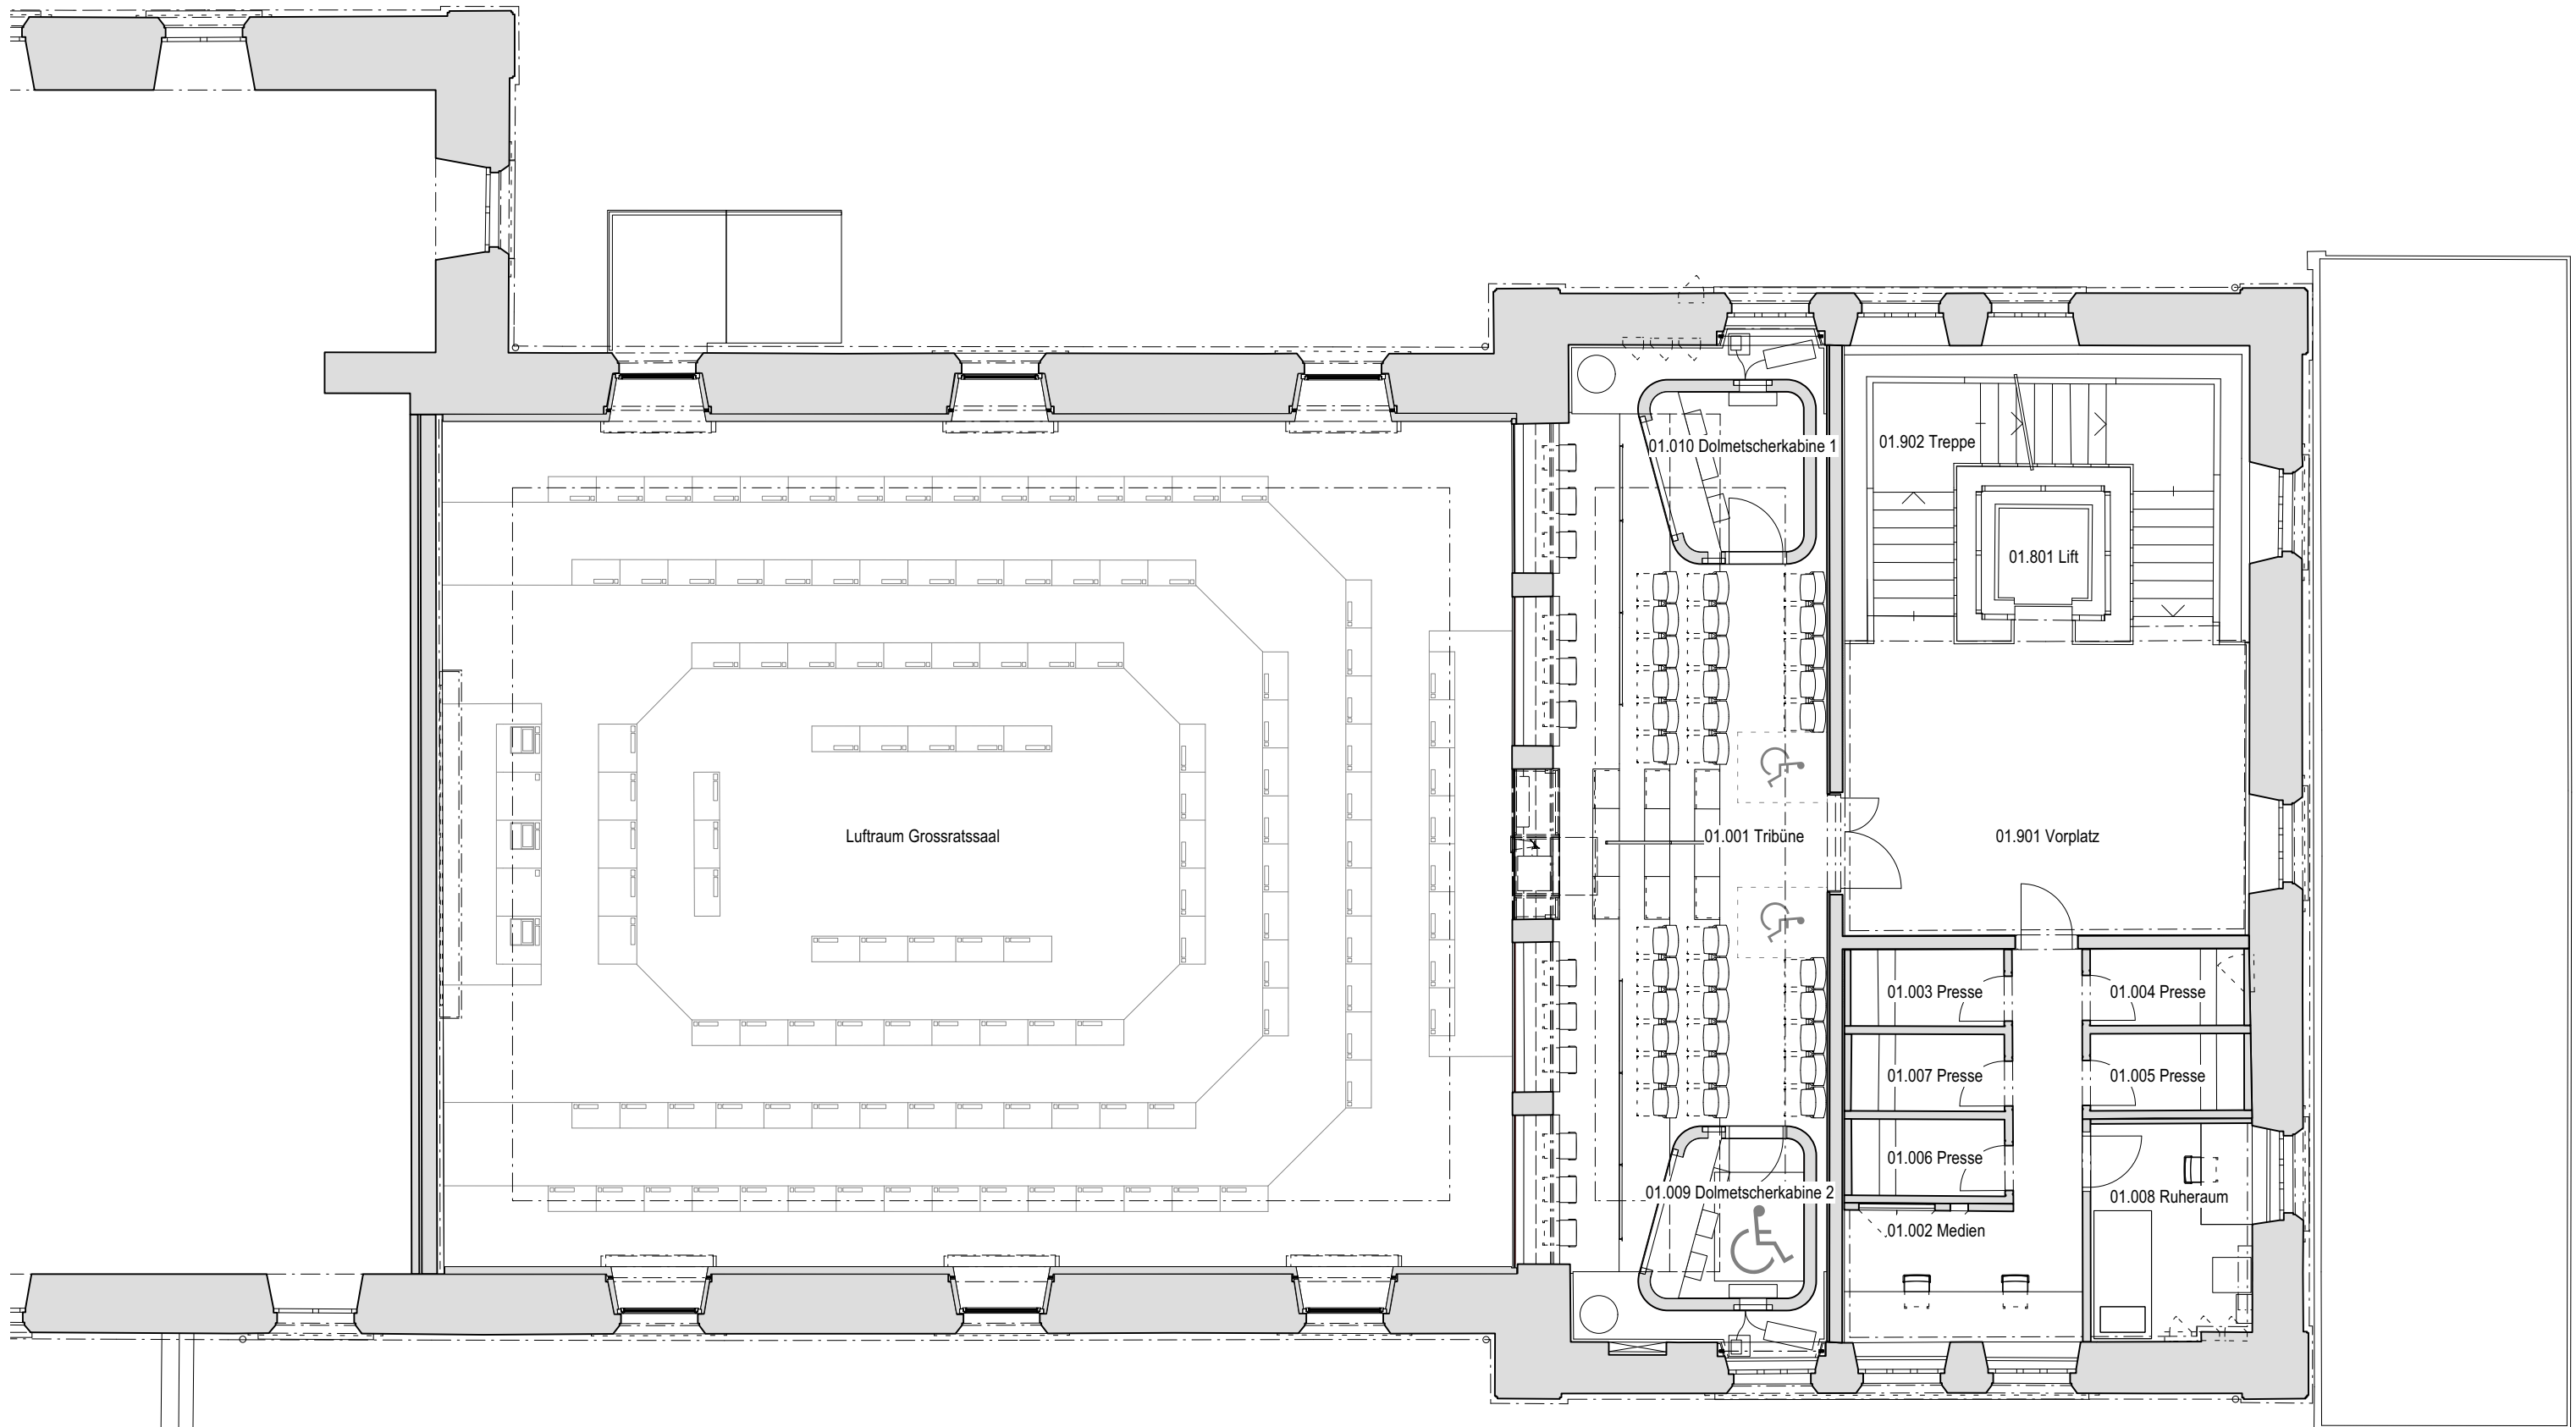 01.010 Dolmetscherkabine 1
01.902 Treppe
01.801 Lift
Luftraum Grossratssaal
01.001 Tribüne
01.901 Vorplatz
01.003 Presse
01.004 Presse
01.007 Presse
01.005 Presse
01.006 Presse
01.009 Dolmetscherkabine 2
01.008 Ruheraum
01.002 Medien